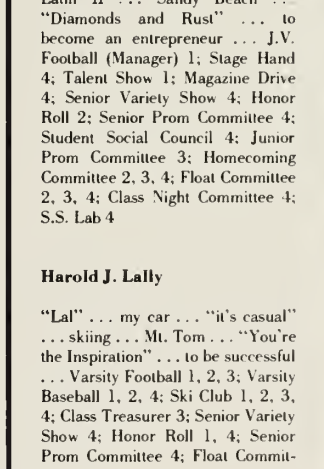 Latin II ... Sandy Beach ...
"Diamonds and Rust" ... to
become an entrepreneur ... J.V.
Football (Manager) 1; Stage Hand
4; Talent Show 1; Magazine Drive
4; Senior Variety Show 4; Honor
Roll 2; Senior Prom Committee 4;
Student Social Council 4; Junior
Prom Committee 3; Homecoming
Committee 2, 3, 4; Float Committee
2, 3, 4; Class Night Committee 4;
S.S. Lab 4
Harold J. Lally
"Lal" ... my car ... "it's casual"
... skiing ... Mt. Tom ... "You're
the Inspiration" ... to be successful
... Varsity Football 1, 2, 3; Varsity
Baseball 1, 2, 4; Ski Club 1, 2, 3,
4; Class Treasurer 3; Senior Variety
Show 4; Honor Roll 1, 4; Senior
Prom Committee 4; Float Commit-